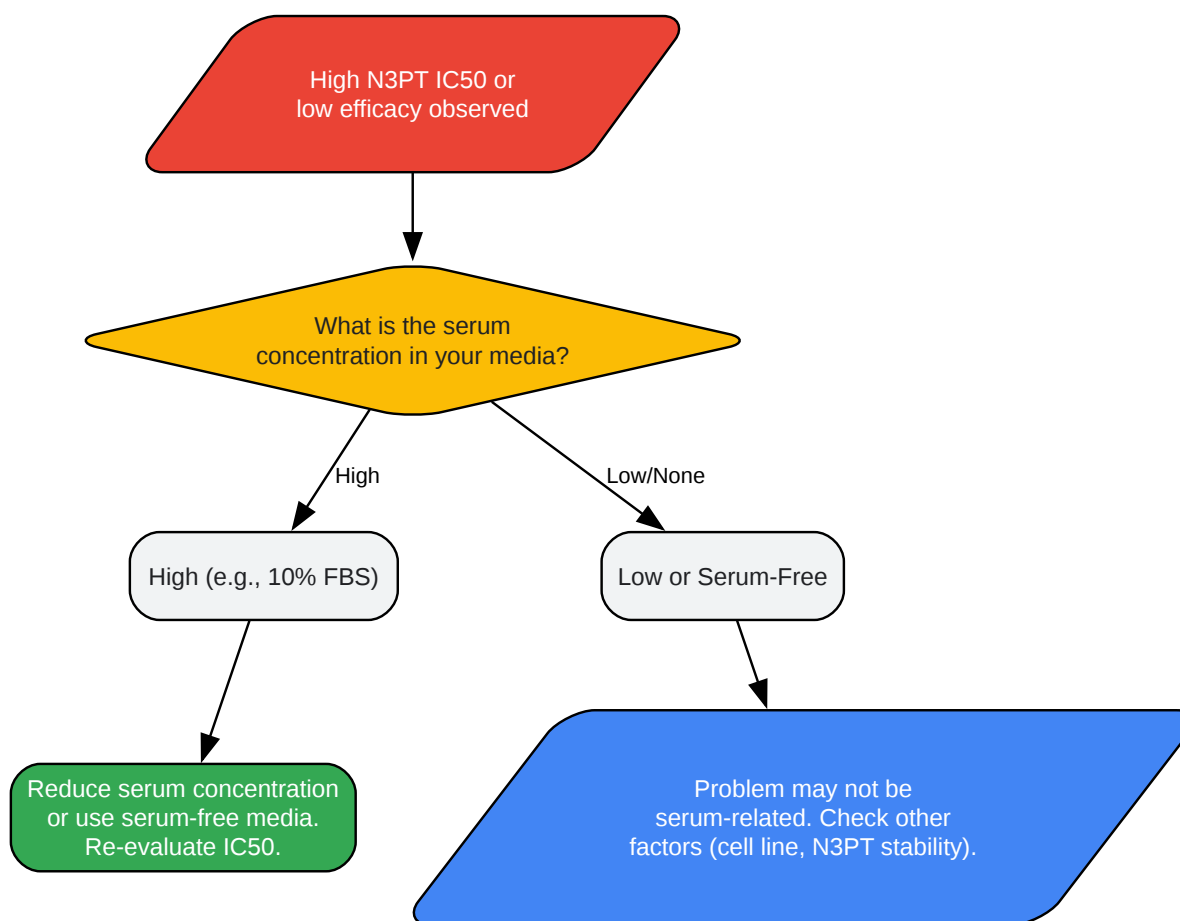 High N3PT IC50 or
low efficacy observed
What is the serum
concentration in your media?
High
Low/None
High (e.g., 10% FBS)
Low or Serum-Free
Reduce serum concentration
or use serum-free media.
Re-evaluate IC50.
Problem may not be
serum-related. Check other
factors (cell line, N3PT stability).